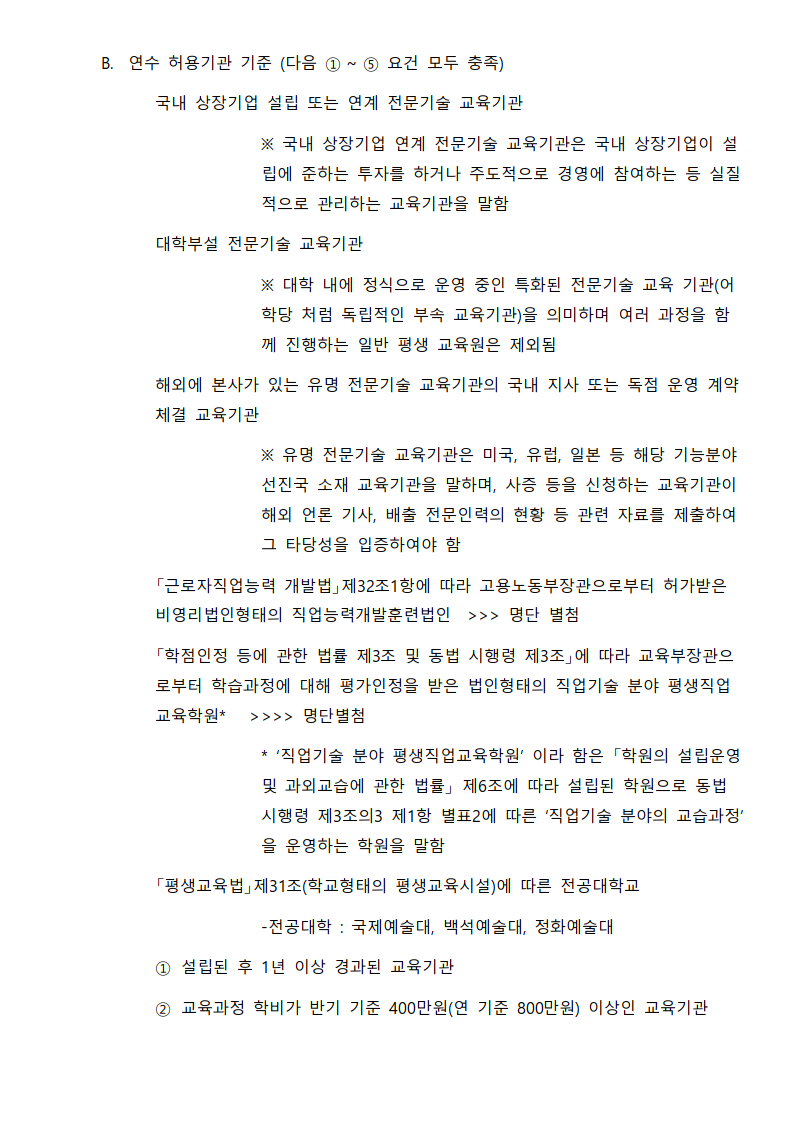 B. 연수 허용기관 기준 (다음 ① ~ ⑤ 요건 모두 충족)
국내 상장기업 설립 또는 연계 전문기술 교육기관
※ 국내 상장기업 연계 전문기술 교육기관은 국내 상장기업이 설
립에 준하는 투자를 하거나 주도적으로 경영에 참여하는 등 실질
적으로 관리하는 교육기관을 말함
대학부설 전문기술 교육기관
※ 대학 내에 정식으로 운영 중인 특화된 전문기술 교육 기관(어
학당 처럼 독립적인 부속 교육기관)을 의미하며 여러 과정을 함
께 진행하는 일반 평생 교육원은 제외됨
해외에 본사가 있는 유명 전문기술 교육기관의 국내 지사 또는 독점 운영 계약
체결 교육기관
※ 유명 전문기술 교육기관은 미국, 유럽, 일본 등 해당 기능분야
선진국 소재 교육기관을 말하며, 사증 등을 신청하는 교육기관이
해외 언론 기사, 배출 전문인력의 현황 등 관련 자료를 제출하여
그 타당성을 입증하여야 함
「근로자직업능력 개발법」제32조1항에 따라 고용노동부장관으로부터 허가받은
비영리법인형태의 직업능력개발훈련법인 >>> 명단 별첨
「학점인정 등에 관한 법률 제3조 및 동법 시행령 제3조」에 따라 교육부장관으
로부터 학습과정에 대해 평가인정을 받은 법인형태의 직업기술 분야 평생직업
교육학원* >>>> 명단별첨
* ‘직업기술 분야 평생직업교육학원’ 이라 함은「학원의 설립운영
및 과외교습에 관한 법률」제6조에 따라 설립된 학원으로 동법
시행령 제3조의3 제1항 별표2에 따른 ‘직업기술 분야의 교습과정’
을 운영하는 학원을 말함
「평생교육법」제31조(학교형태의 평생교육시설)에 따른 전공대학교
-전공대학 : 국제예술대, 백석예술대, 정화예술대
① 설립된 후 1년 이상 경과된 교육기관
② 교육과정 학비가 반기 기준 400만원(연 기준 800만원) 이상인 교육기관